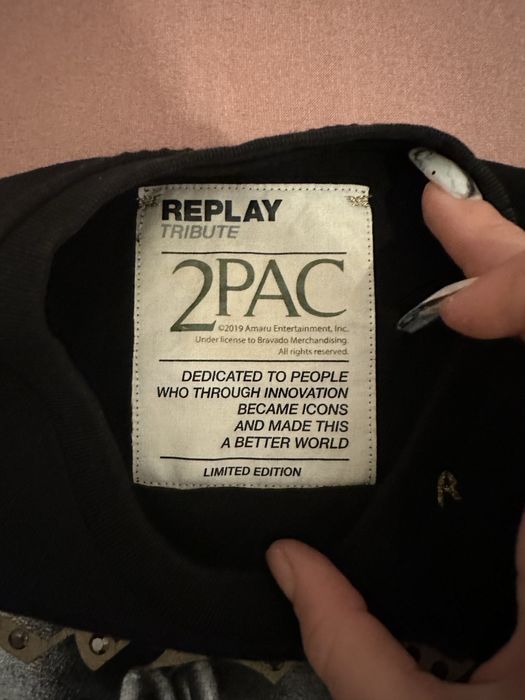 REPLAY
TRIBUTE
2PAC
©2019 Amaru Entertainment, Inc.
Under license to Bravado Merchandising.
All rights reserved.
DEDICATED TO PEOPLE
WHO THROUGH INNOVATION
BECAME ICONS
AND MADE THIS
A BETTER WORLD
LIMITED EDITION
R